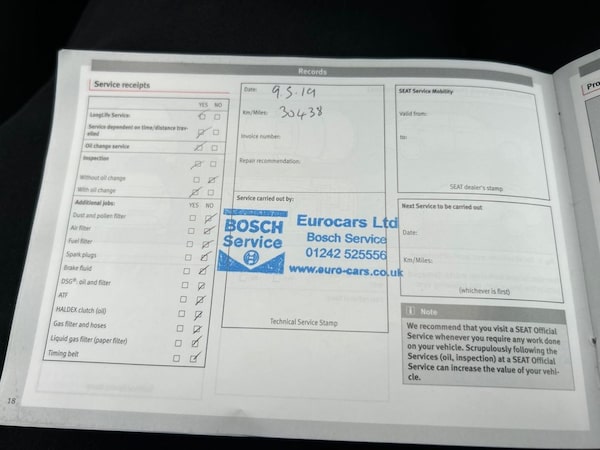 Records
Service receipts
YES NO
LongLife Service:
Service dependent on time/distance trav-
elled
Oil change service
Inspection
Without oil change
With oil change
Additional jobs: YES NO
Dust and pollen filter
Air filter
Fuel filter
Spark plugs
Brake fluid
DSG®: oil and filter
ATF
HALDEX clutch (oil)
Gas filter and hoses
Liquid gas filter (paper filter)
Timing belt
18
Date: 9.5.19
Km/Miles: 30438
Invoice number:
Repair recommendation:
Service carried out by:
BOSCH
Service
Eurocars Ltd
Bosch Service
01242 525556
www.euro-cars.co.uk
Technical Service Stamp
SEAT Service Mobility
Valid from:
to:
SEAT dealer's stamp
Next Service to be carried out
Date:
Km/Miles:
(whichever is first)
Note
We recommend that you visit a SEAT Official
Service whenever you require any work done
on your vehicle. Scrupulously following the
Services (oil, inspection) at a SEAT Official
Service can increase the value of your vehi-
cle.
Pro